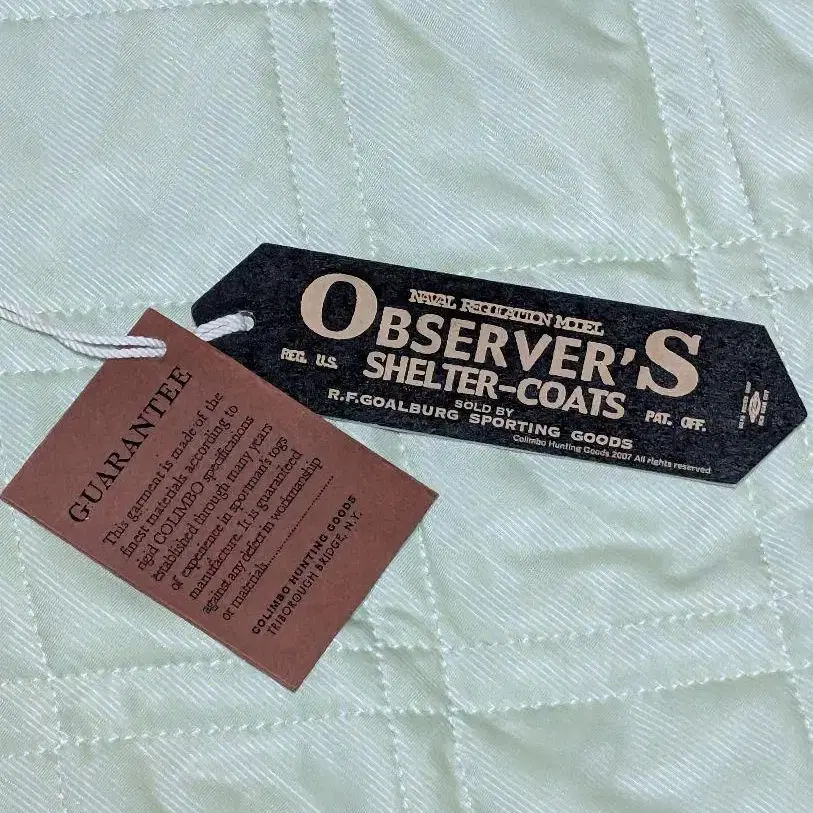 GUARANTEE
This garment is made of the
finest materials according to
rigid COLIMBO specifications
established through many years
of experience in sportman's togs
manufacture. It is guaranteed
against any defect in workmanship
or materials..................
COLIMBO HUNTING GOODS
TRIBOROUGH BRIDGE, N.Y.
NAVAL REGULATION MODEL
OBSERVER'S
REG. U.S. SHELTER-COATS PAT. OFF.
SOLD BY
R.F.GOALBURG SPORTING GOODS
Colimbo Hunting Goods 2007 All rights reserved